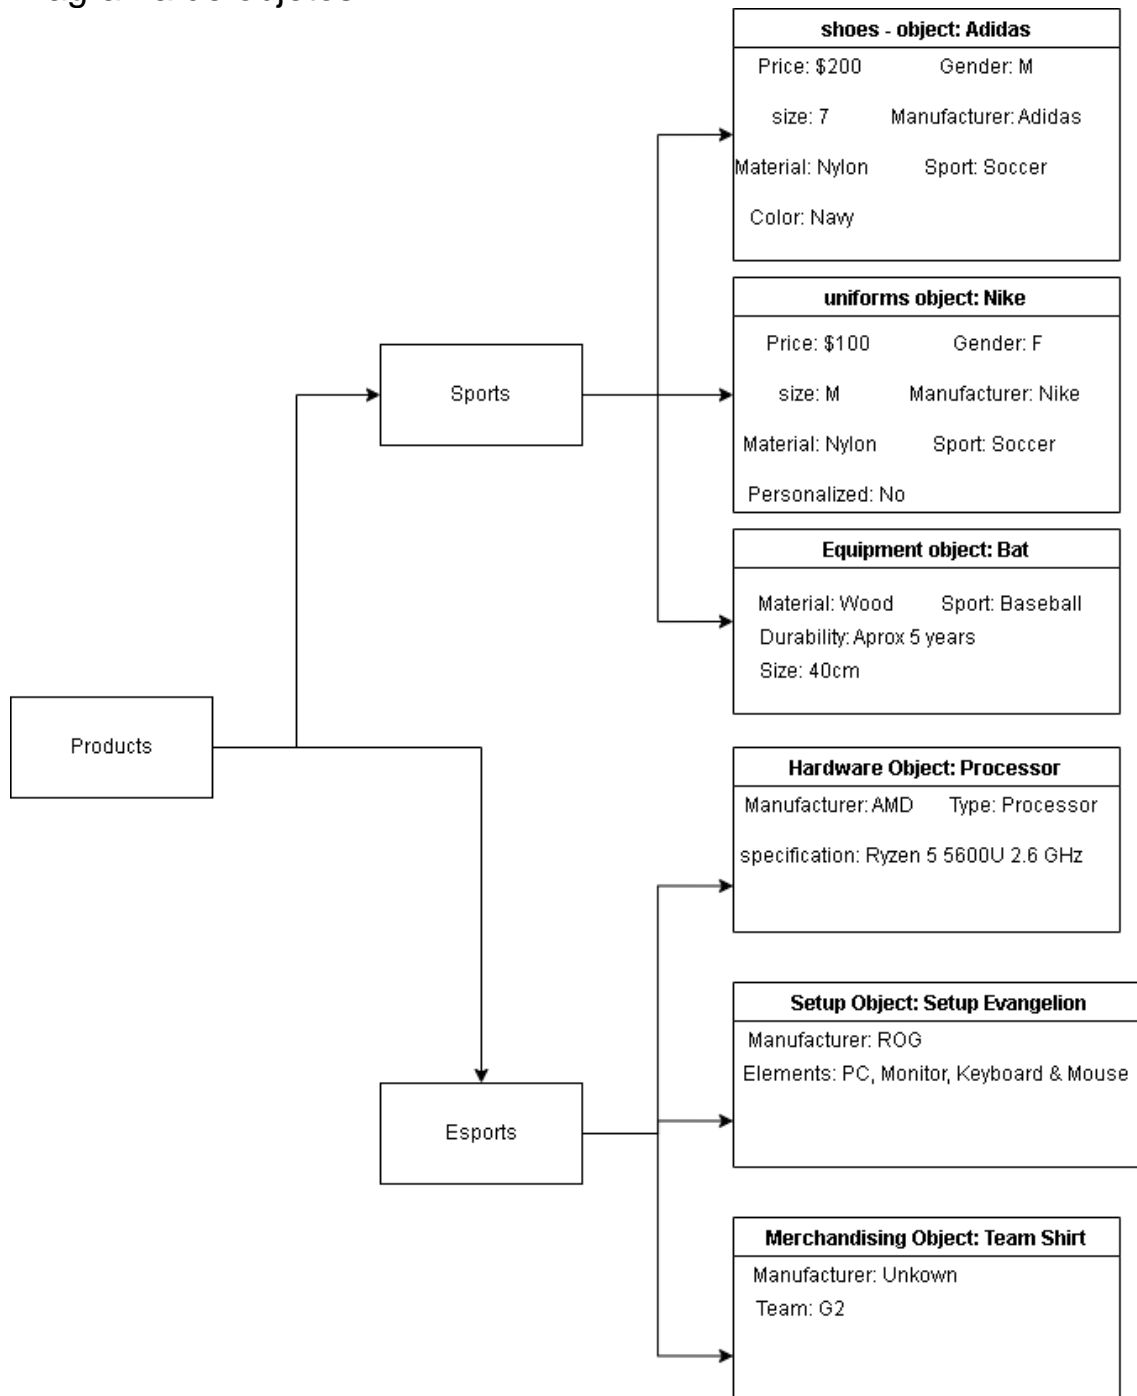 shoes - object: Adidas
Price: $200 Gender: M
size: 7 Manufacturer: Adidas
Material: Nylon Sport: Soccer
Color: Navy
uniforms object: Nike
Price: $100 Gender: F
size: M Manufacturer: Nike
Material: Nylon Sport: Soccer
Personalized: No
Sports
Equipment object: Bat
Material: Wood Sport: Baseball
Durability: Aprox 5 years
Size: 40cm
Products
Hardware Object: Processor
Manufacturer: AMD Type: Processor
specification: Ryzen 5 5600U 2.6 GHz
Setup Object: Setup Evangelion
Manufacturer: ROG
Elements: PC, Monitor, Keyboard & Mouse
Esports
Merchandising Object: Team Shirt
Manufacturer: Unkown
Team: G2